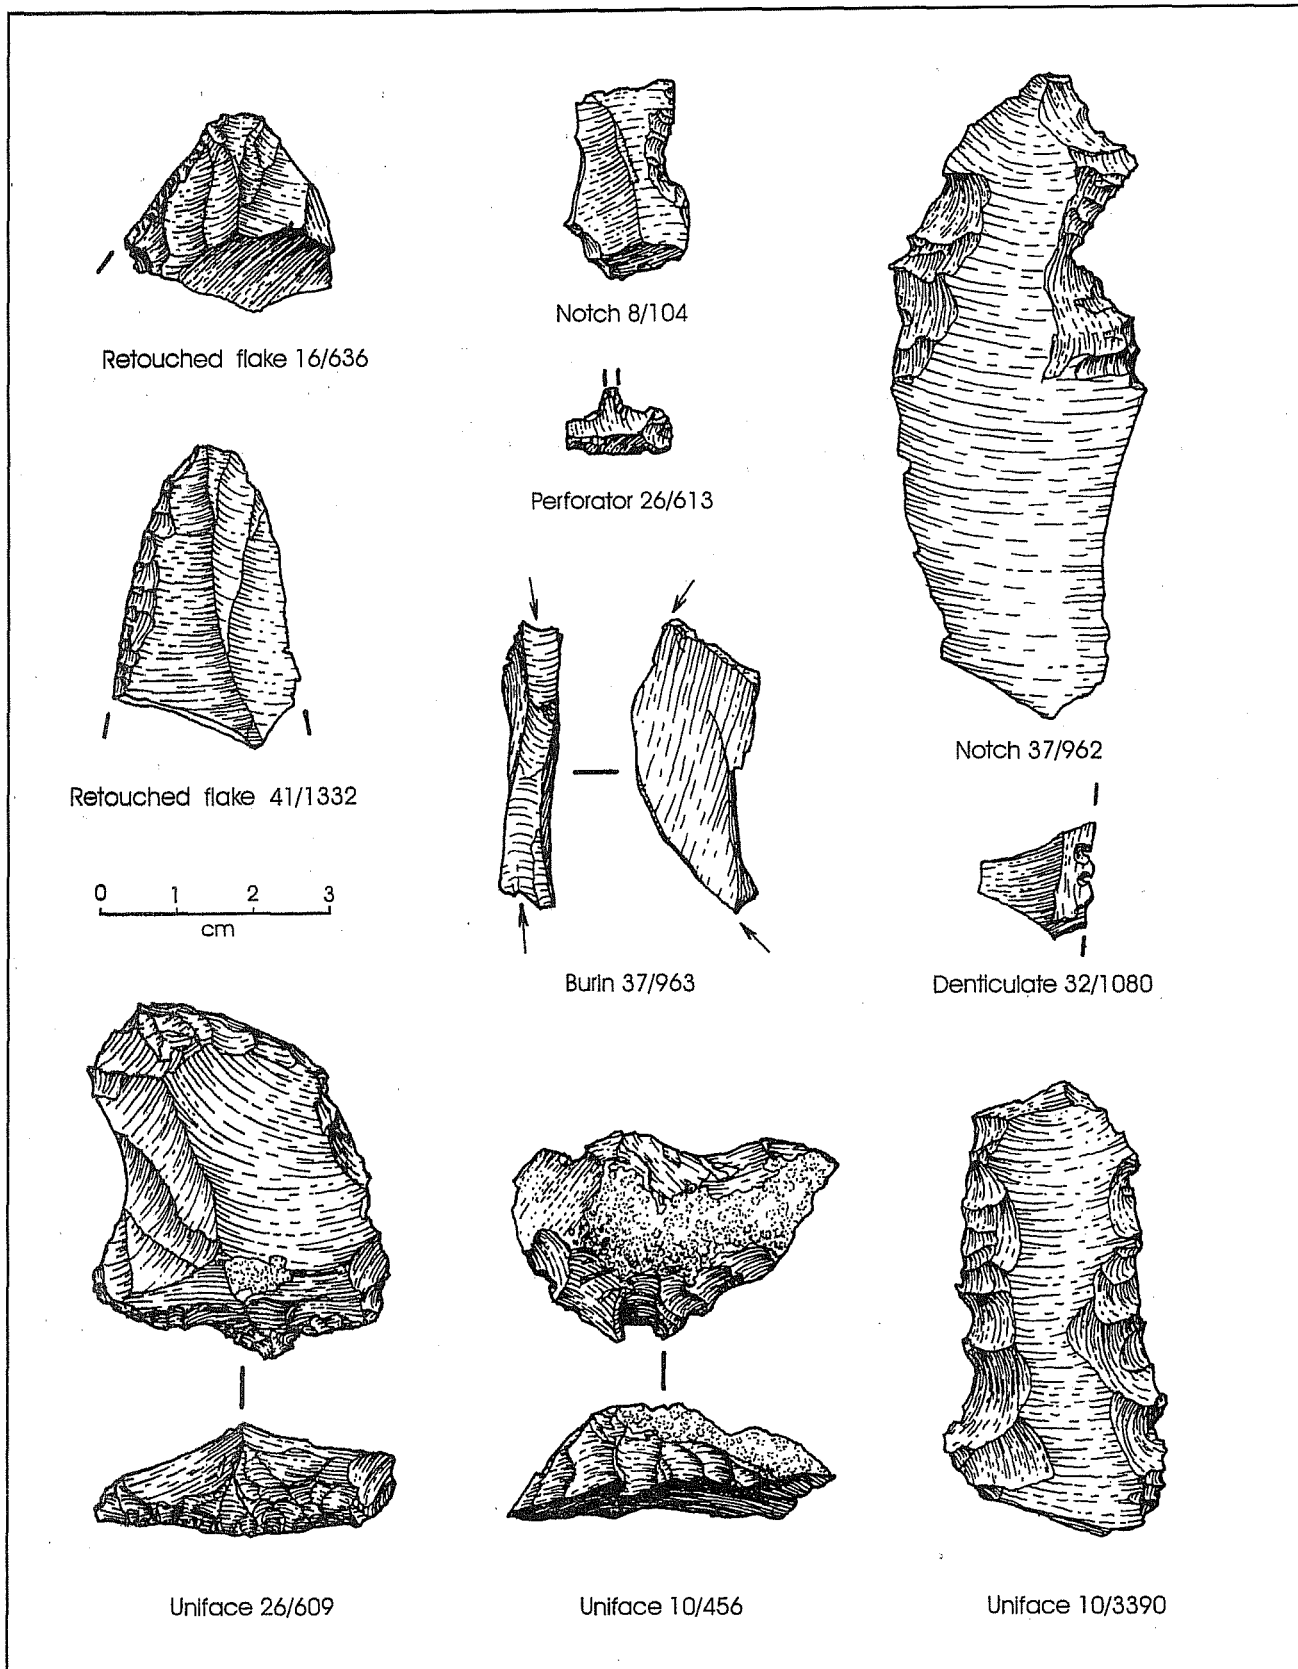 Retouched flake 16/636
Notch 8/104
Perforator 26/613
Notch 37/962
Retouched flake 41/1332
0 1 2 3
cm
Burin 37/963
Denticulate 32/1080
Uniface 26/609
Uniface 10/456
Uniface 10/3390